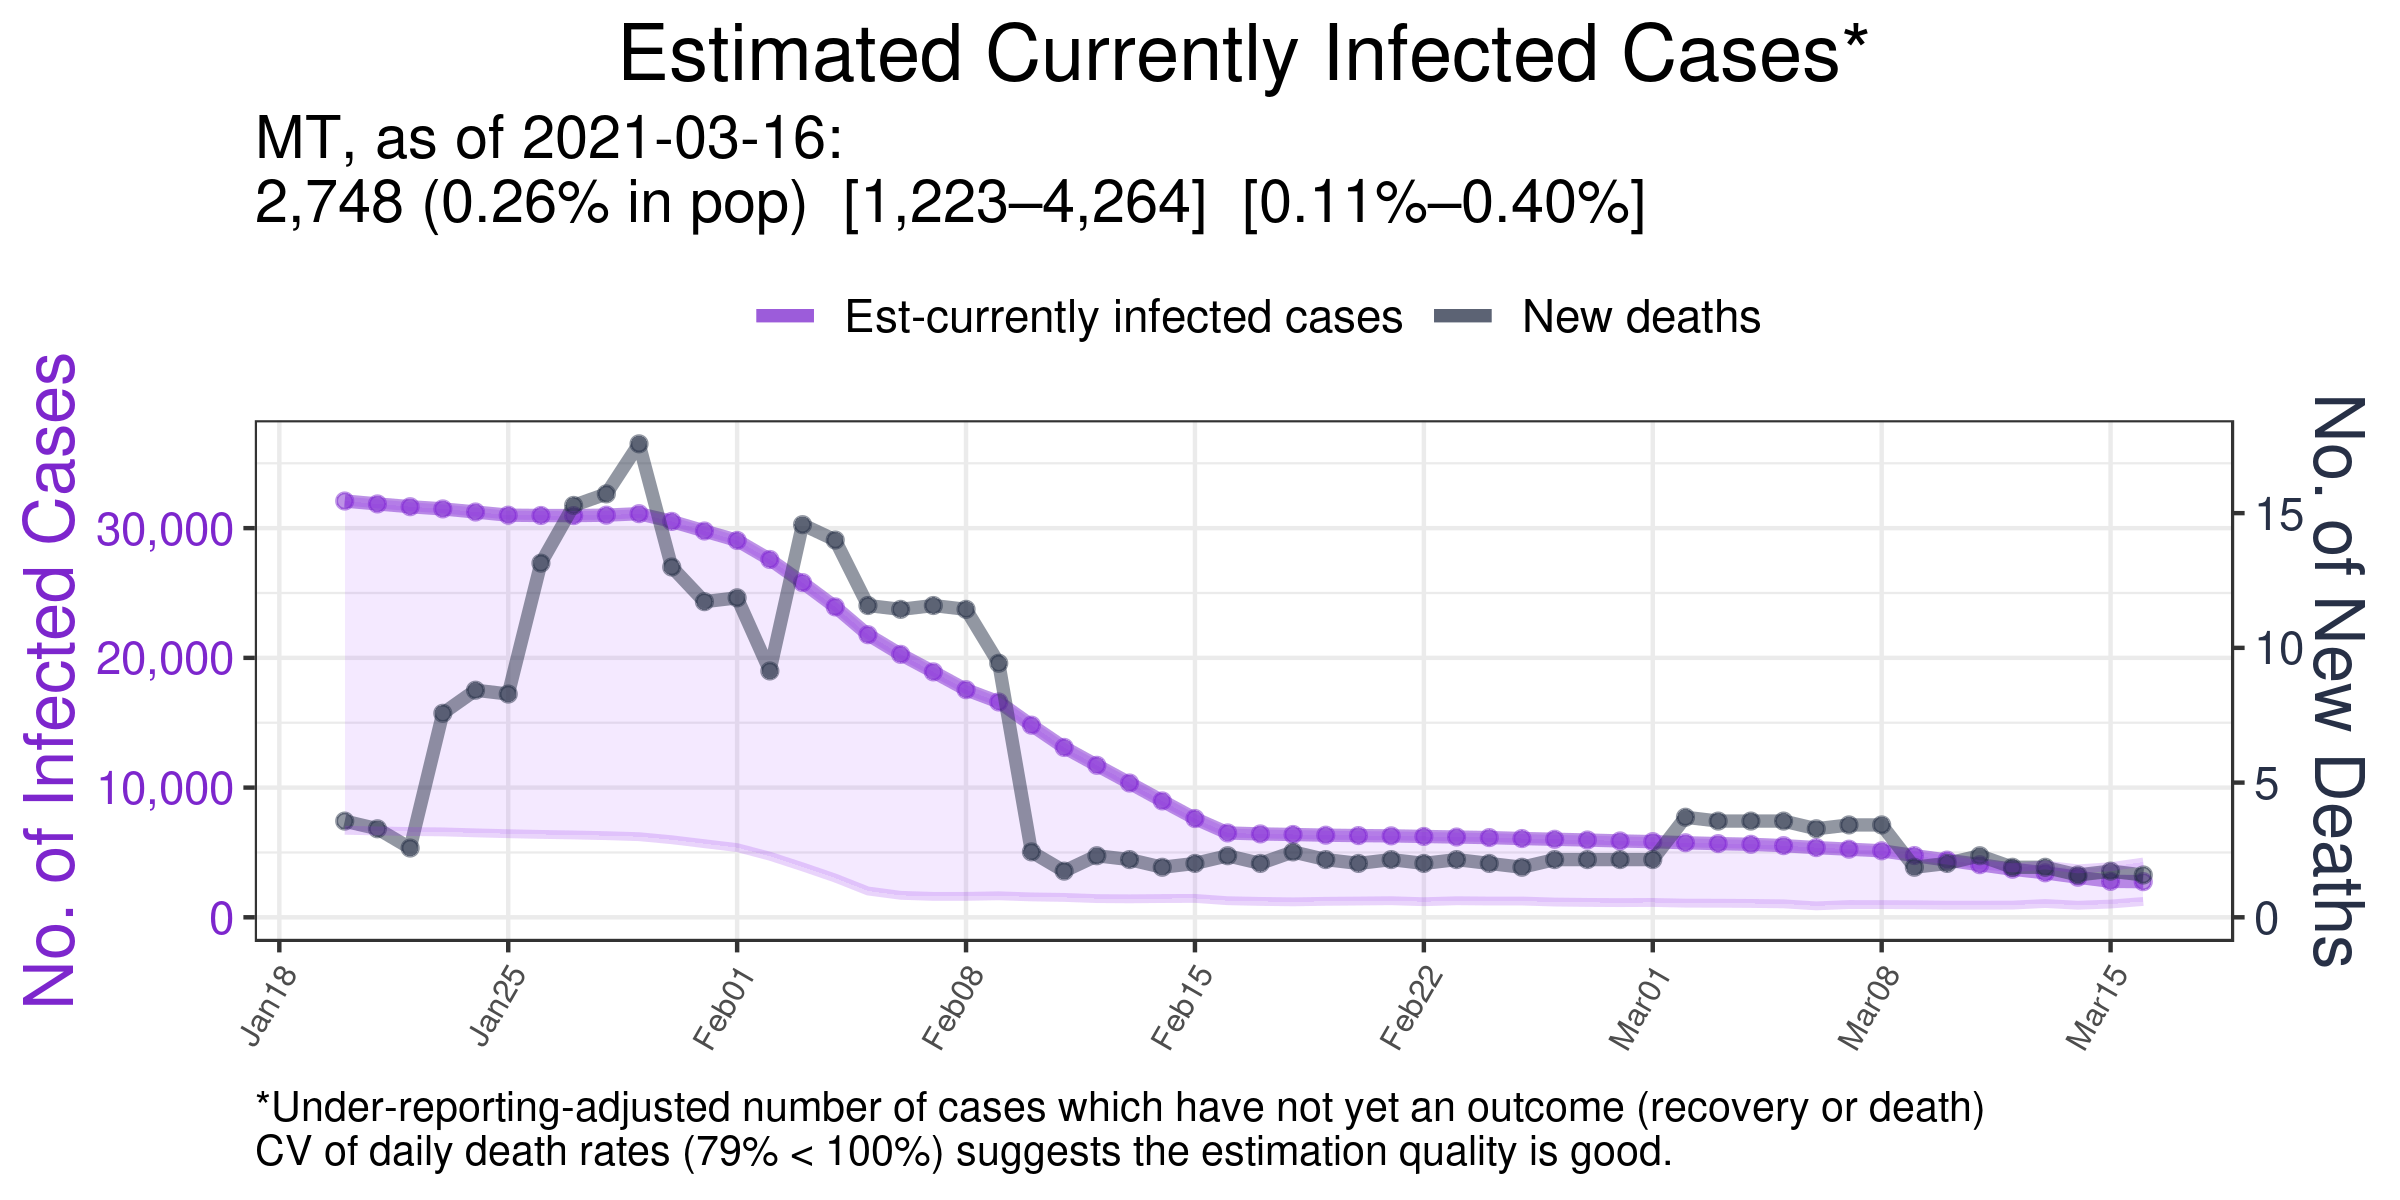 Estimated Currently Infected Cases*
MT, as of 2021-03-16:
2,748 (0.26% in pop)  [1,223–4,264]  [0.11%–0.40%]
Est-currently infected cases
New deaths
No. of Infected Cases
30,000
20,000
10,000
0
15
10
5
0
No. of New Deaths
Jan18
Jan25
Feb01
Feb08
Feb15
Feb22
Mar01
Mar08
Mar15
*Under-reporting-adjusted number of cases which have not yet an outcome (recovery or death)
CV of daily death rates (79% < 100%) suggests the estimation quality is good.